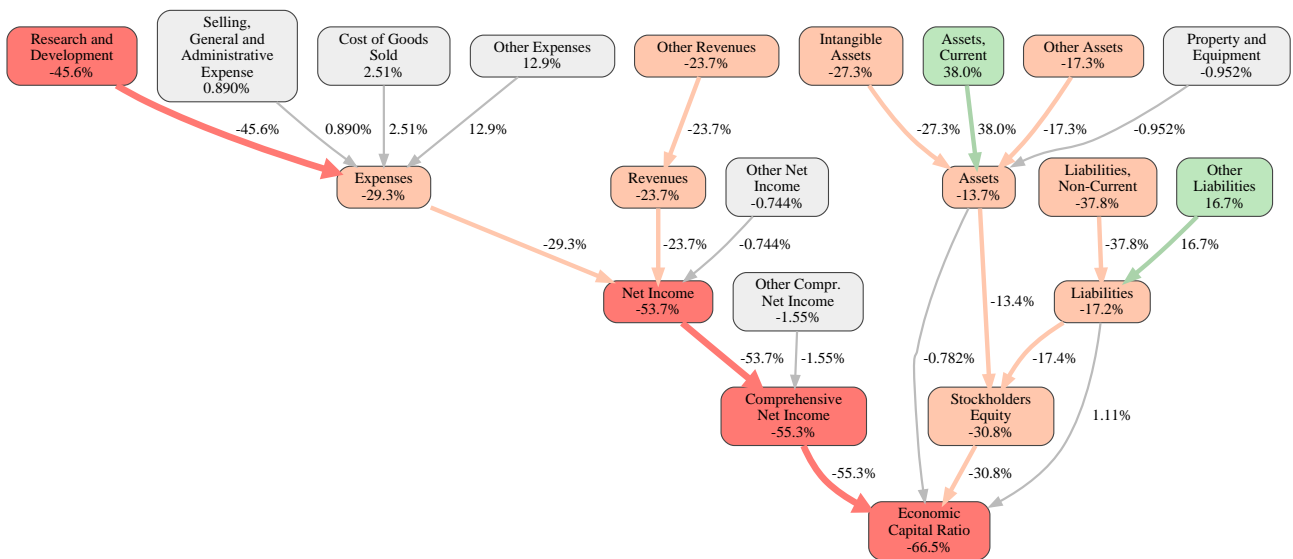 Research and
Development
-45.6%
Selling,
General and
Administrative
Expense
0.890%
Cost of Goods
Sold
2.51%
Other Expenses
12.9%
Other Revenues
-23.7%
Intangible
Assets
-27.3%
Assets,
Current
38.0%
Other Assets
-17.3%
Property and
Equipment
-0.952%
-45.6%
0.890%
2.51%
12.9%
-23.7%
-27.3%
38.0%
-17.3%
-0.952%
Expenses
-29.3%
Revenues
-23.7%
Other Net
Income
-0.744%
Assets
-13.7%
Liabilities,
Non-Current
-37.8%
Other
Liabilities
16.7%
-29.3%
-23.7%
-0.744%
-37.8%
16.7%
Net Income
-53.7%
Other Compr.
Net Income
-1.55%
-13.4%
Liabilities
-17.2%
-53.7%
-1.55%
-0.782%
-17.4%
Comprehensive
Net Income
-55.3%
Stockholders
Equity
-30.8%
1.11%
-55.3%
-30.8%
Economic
Capital Ratio
-66.5%